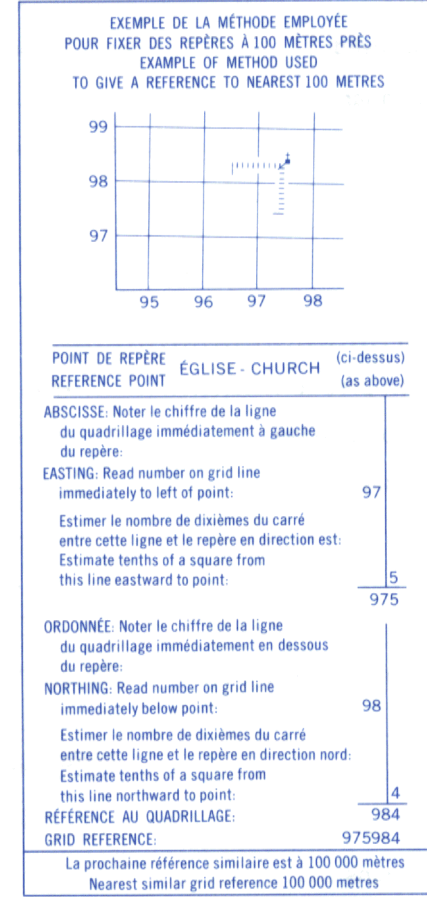 EXEMPLE DE LA MÉTHODE EMPLOYÉE
POUR FIXER DES REPÈRES À 100 MÈTRES PRÈS
EXAMPLE OF METHOD USED
TO GIVE A REFERENCE TO NEAREST 100 METRES
99
98
97
95 96 97 98
POINT DE REPÈRE
REFERENCE POINT
ÉGLISE - CHURCH
(ci-dessus)
(as above)
ABSCISSE: Noter le chiffre de la ligne
du quadrillage immédiatement à gauche
du repère:
EASTING: Read number on grid line
immediately to left of point: 97
Estimer le nombre de dixièmes du carré
entre cette ligne et le repère en direction est:
Estimate tenths of a square from
this line eastward to point: 5
975
ORDONNÉE: Noter le chiffre de la ligne
du quadrillage immédiatement en dessous
du repère:
NORTHING: Read number on grid line
immediately below point: 98
Estimer le nombre de dixièmes du carré
entre cette ligne et le repère en direction nord:
Estimate tenths of a square from
this line northward to point: 4
RÉFÉRENCE AU QUADRILLAGE: 984
GRID REFERENCE: 975984
La prochaine référence similaire est à 100 000 mètres
Nearest similar grid reference 100 000 metres